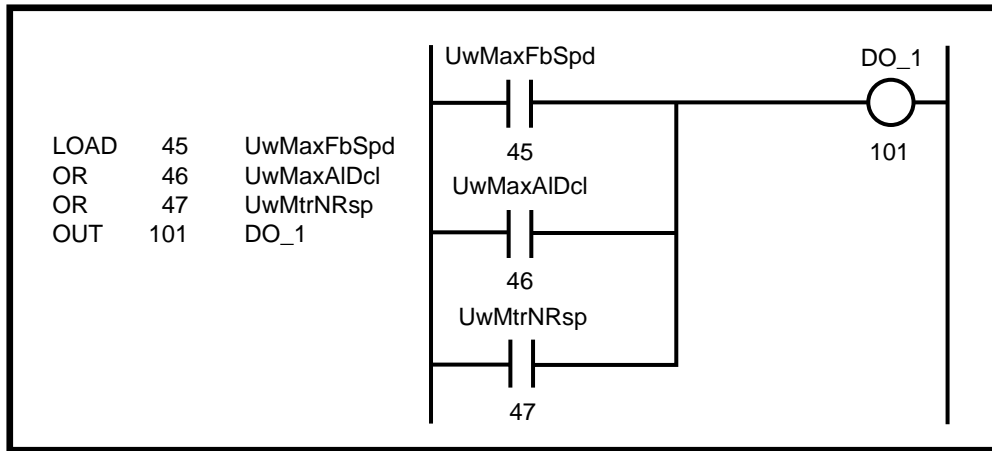 LOAD 45 UwMaxFbSpd
OR 46 UwMaxAlDcl
OR 47 UwMtrNRsp
OUT 101 DO_1
UwMaxFbSpd
45
UwMaxAlDcl
46
UwMtrNRsp
47
DO_1
101